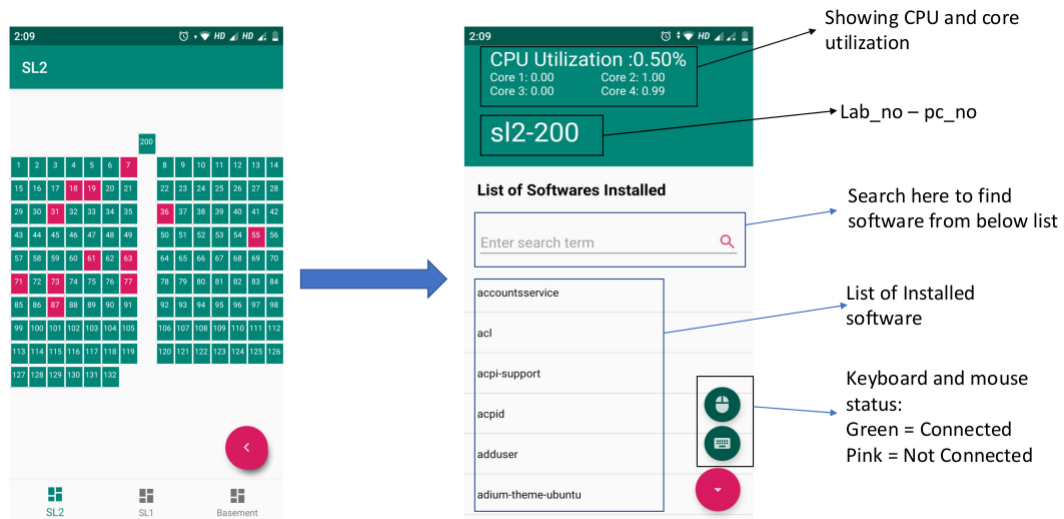 2:09 HD HD
SL2
200
1 2 3 4 5 6 7 8 9 10 11 12 13 14
15 16 17 18 19 20 21 22 23 24 25 26 27 28
29 30 31 32 33 34 35 36 37 38 39 40 41 42
43 44 45 46 47 48 49 50 51 52 53 54 55 56
57 58 59 60 61 62 63 64 65 66 67 68 69 70
71 72 73 74 75 76 77 78 79 80 81 82 83 84
85 86 87 88 89 90 91 92 93 94 95 96 97 98
99 100 101 102 103 104 105 106 107 108 109 110 111 112
113 114 115 116 117 118 119 120 121 122 123 124 125 126
127 128 129 130 131 132
SL2 SL1 Basement
2:09 HD
CPU Utilization :0.50%
Core 1: 0.00 Core 2: 1.00
Core 3: 0.00 Core 4: 0.99
sl2-200
List of Softwares Installed
Enter search term
accountsservice
acl
acpi-support
acpid
adduser
adium-theme-ubuntu
Showing CPU and core
utilization
Lab_no – pc_no
Search here to find
software from below list
List of Installed
software
Keyboard and mouse
status:
Green = Connected
Pink = Not Connected